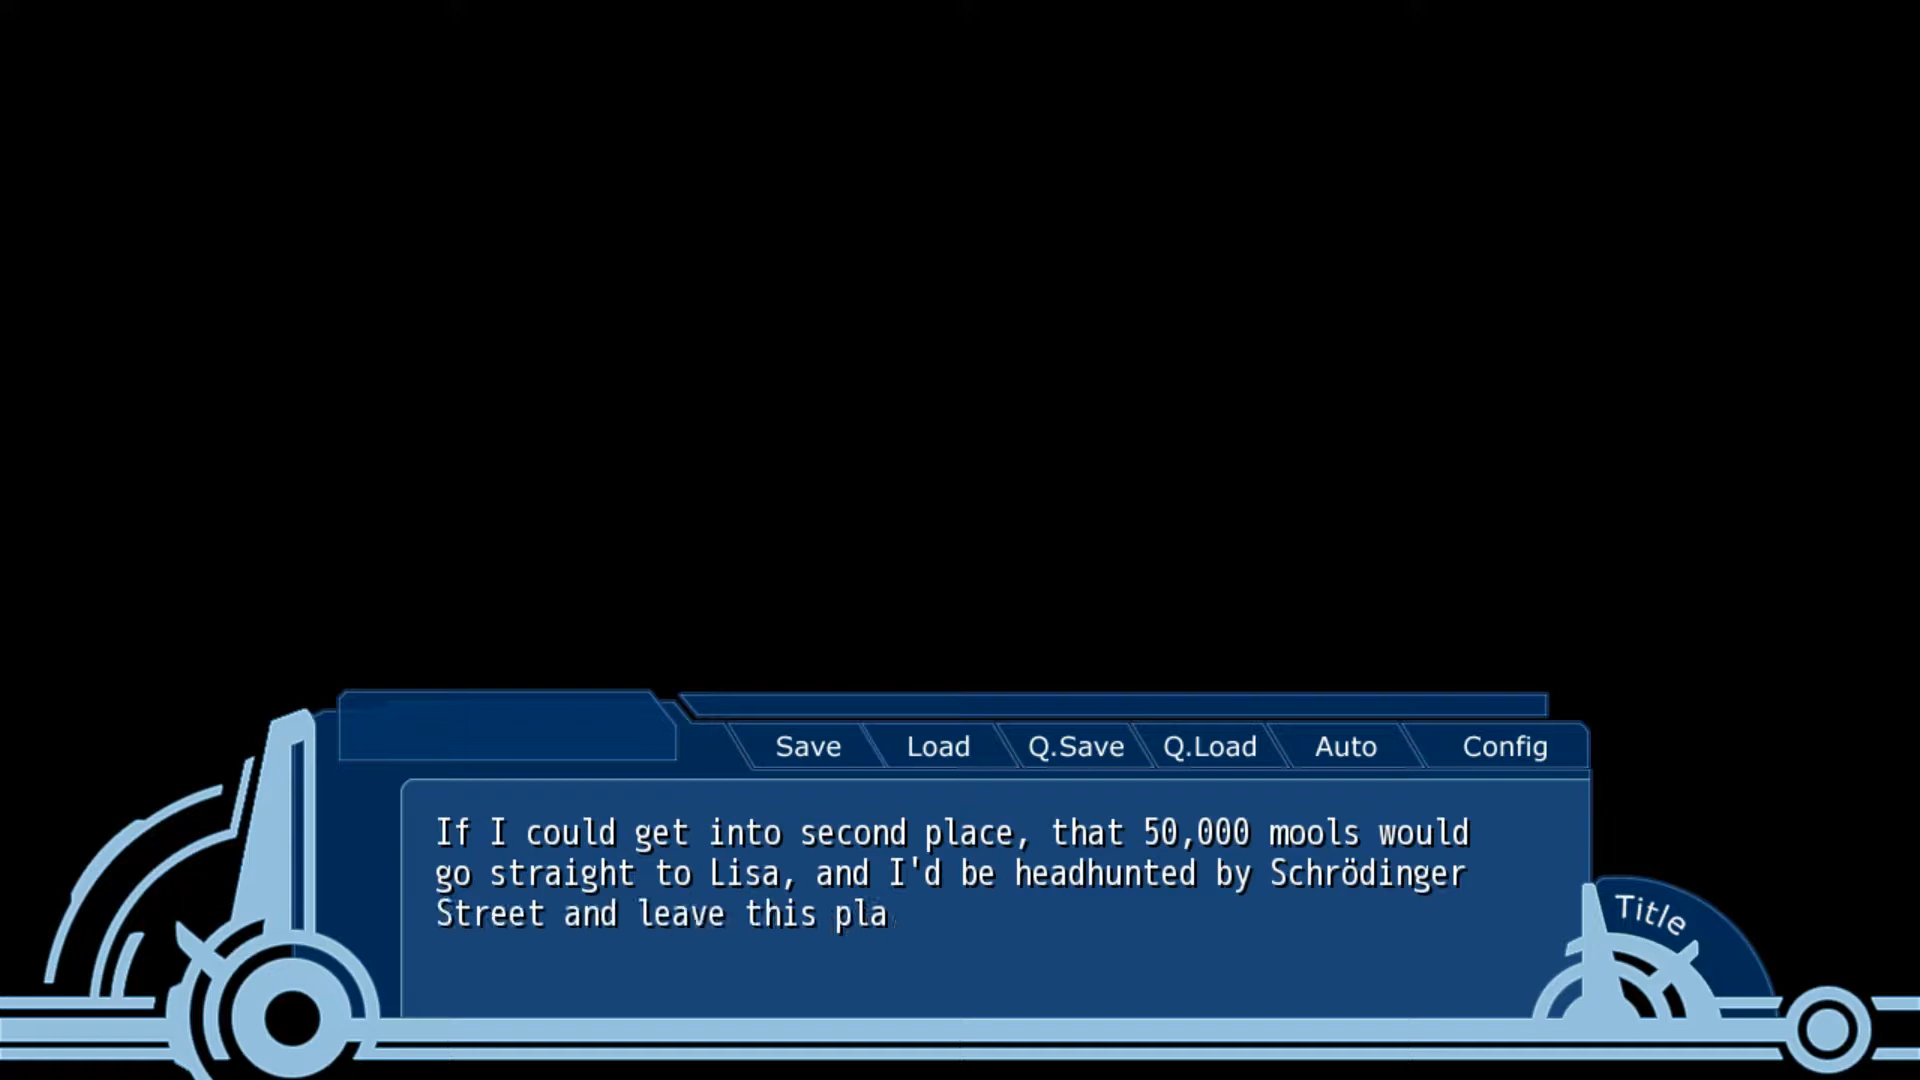 Save Load Q.Save Q.Load Auto Config
If I could get into second place, that 50,000 mools would
go straight to Lisa, and I'd be headhunted by Schrödinger
Street and leave this pla
Title